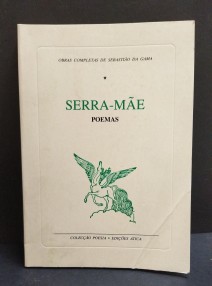 OBRAS COMPLETAS DE SEBASTIÃO DA GAMA
SERRA-MÃE
POEMAS
COLECÇÃO POESIA • EDIÇÕES ÁTICA